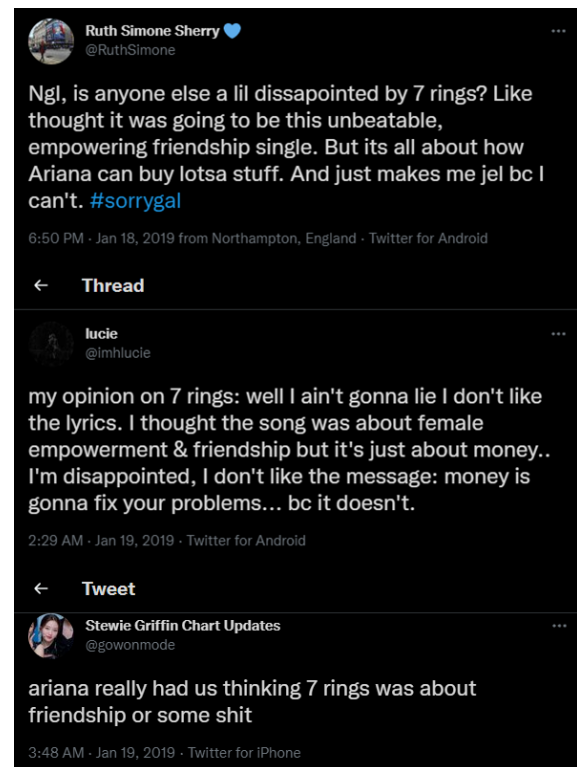 Ruth Simone Sherry 💙
@RuthSimone
Ngl, is anyone else a lil dissapointed by 7 rings? Like
thought it was going to be this unbeatable,
empowering friendship single. But its all about how
Ariana can buy lotsa stuff. And just makes me jel bc I
can't. #sorrygal
6:50 PM · Jan 18, 2019 from Northampton, England · Twitter for Android
Thread
lucie
@imhlucie
my opinion on 7 rings: well I ain't gonna lie I don't like
the lyrics. I thought the song was about female
empowerment & friendship but it's just about money..
I'm disappointed, I don't like the message: money is
gonna fix your problems... bc it doesn't.
2:29 AM · Jan 19, 2019 · Twitter for Android
Tweet
Stewie Griffin Chart Updates
@gowonmode
ariana really had us thinking 7 rings was about
friendship or some shit
3:48 AM · Jan 19, 2019 · Twitter for iPhone